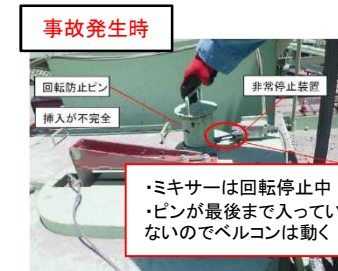 事故発生時
回転防止ピン
挿入が不完全
非常停止装置
・ミキサーは回転停止中
・ピンが最後まで入ってい
ないのでベルコンは動く